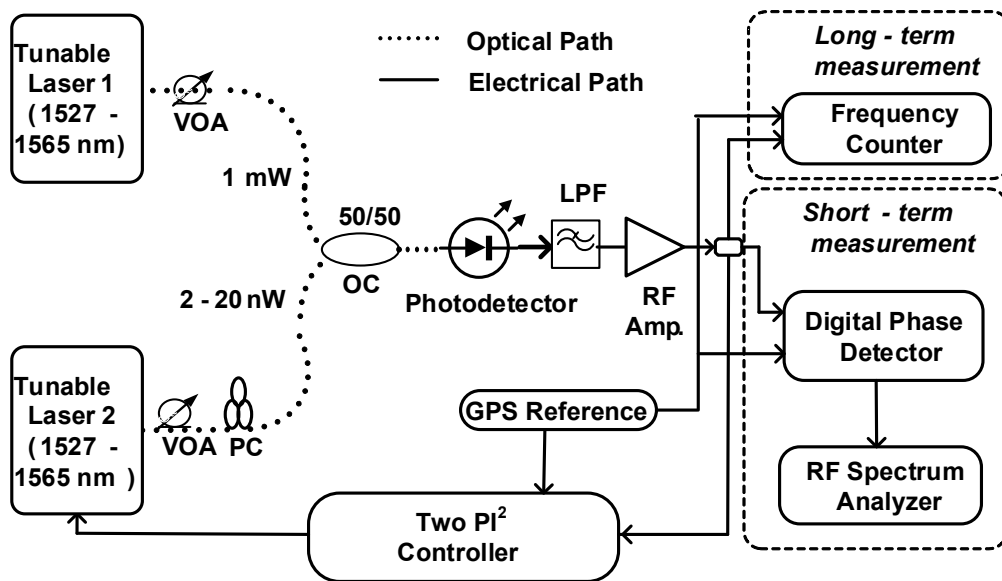 Tunable
Laser 1
( 1527 -
1565 nm)
VOA
1 mW
Optical Path
Electrical Path
50/50
OC
Photodetector
LPF
RF
Amp.
Long - term
measurement
Frequency
Counter
Short - term
measurement
Digital Phase
Detector
RF Spectrum
Analyzer
2 - 20 nW
Tunable
Laser 2
( 1527 -
1565 nm )
VOA
PC
GPS Reference
Two PI²
Controller